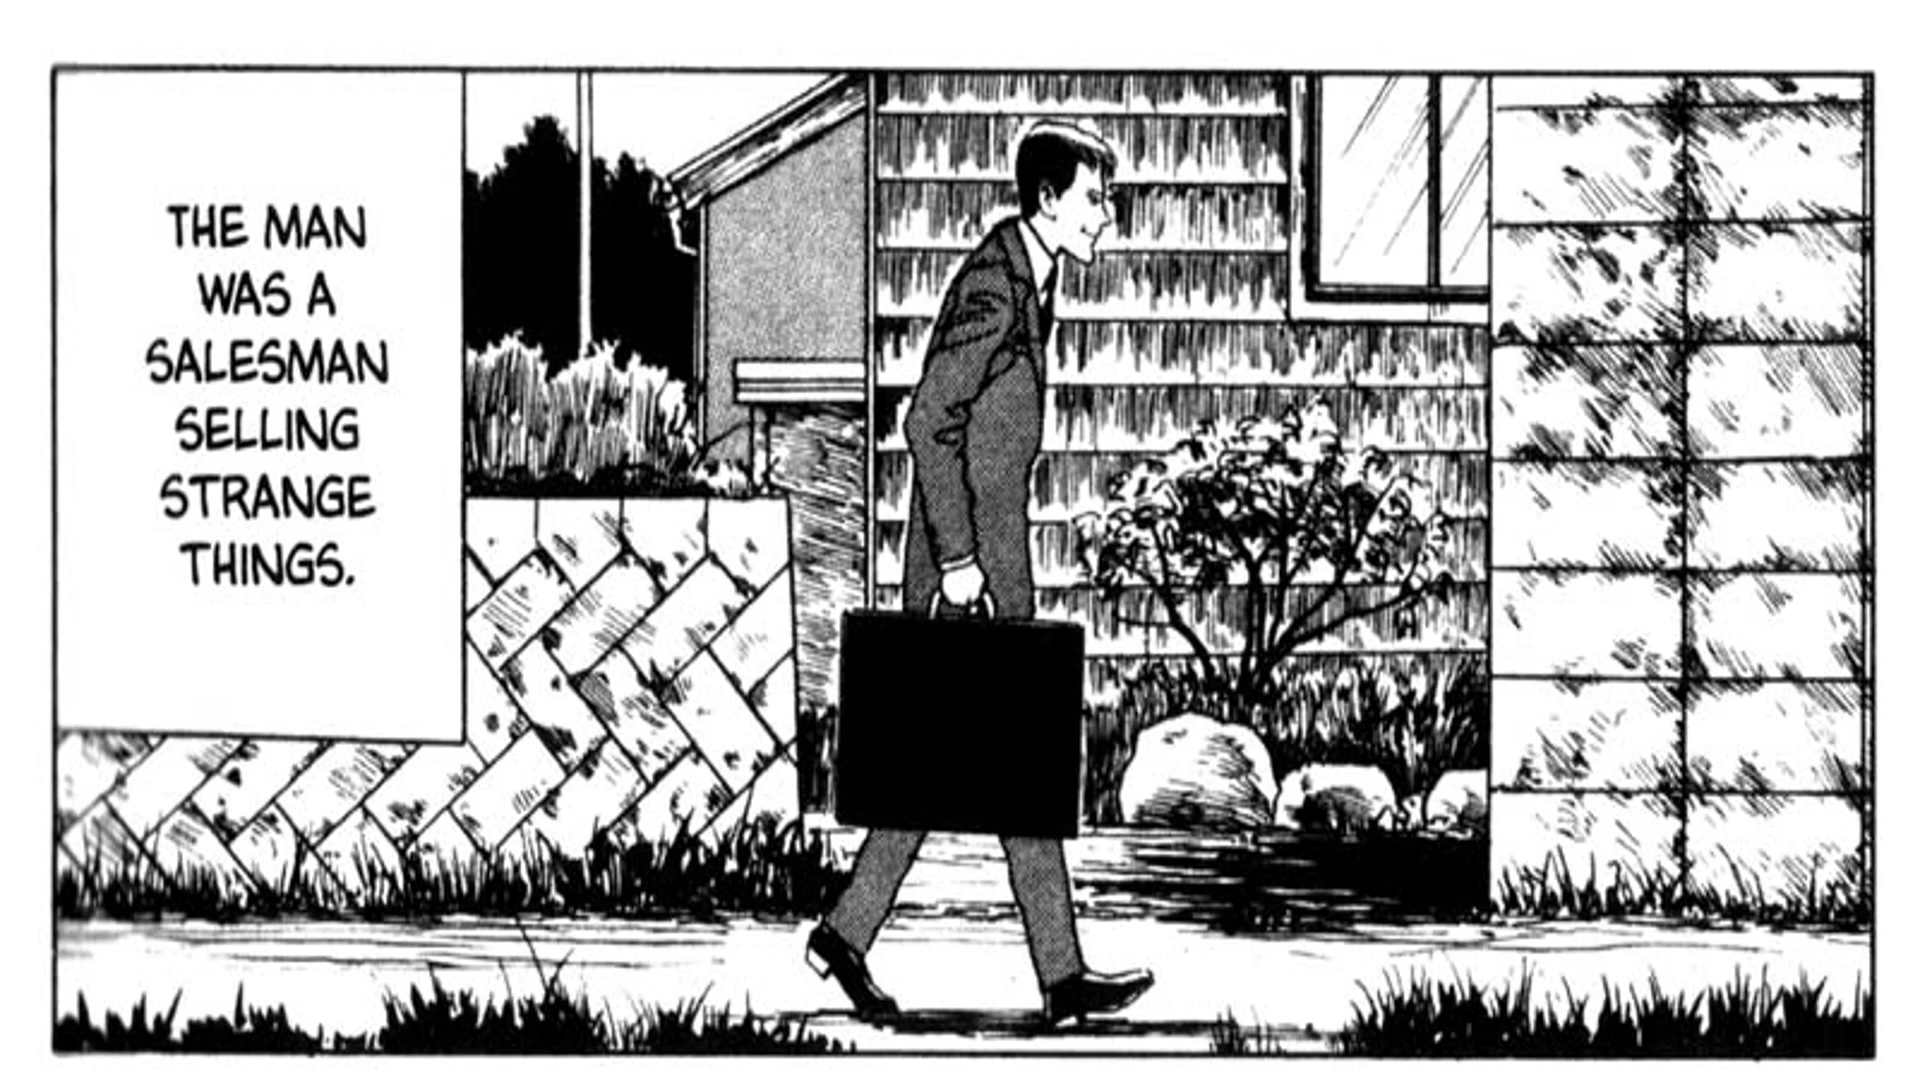 THE MAN
WAS A
SALESMAN
SELLING
STRANGE
THINGS.